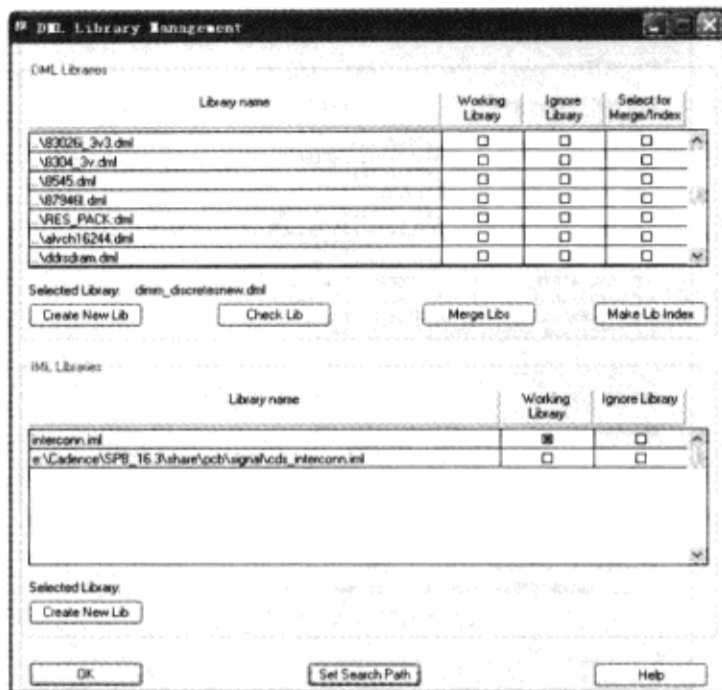 DML Library Management
DML Libraries
Library name Working Library Ignore Library Select for Merge/Index
..\83026i_3v3.dml
..\8304_3v.dml
..\8545.dml
..\87946I.dml
..\RES_PACK.dml
..\alvch16244.dml
..\ddrsdram.dml
Selected Library: dimm_discretesnew.dml
Create New Lib Check Lib Merge Libs Make Lib Index
IML Libraries
Library name Working Library Ignore Library
interconn.iml
e:\Cadence\SPB_16.3\share\pcb\signal\cds_interconn.iml
Selected Library:
Create New Lib
OK Set Search Path Help